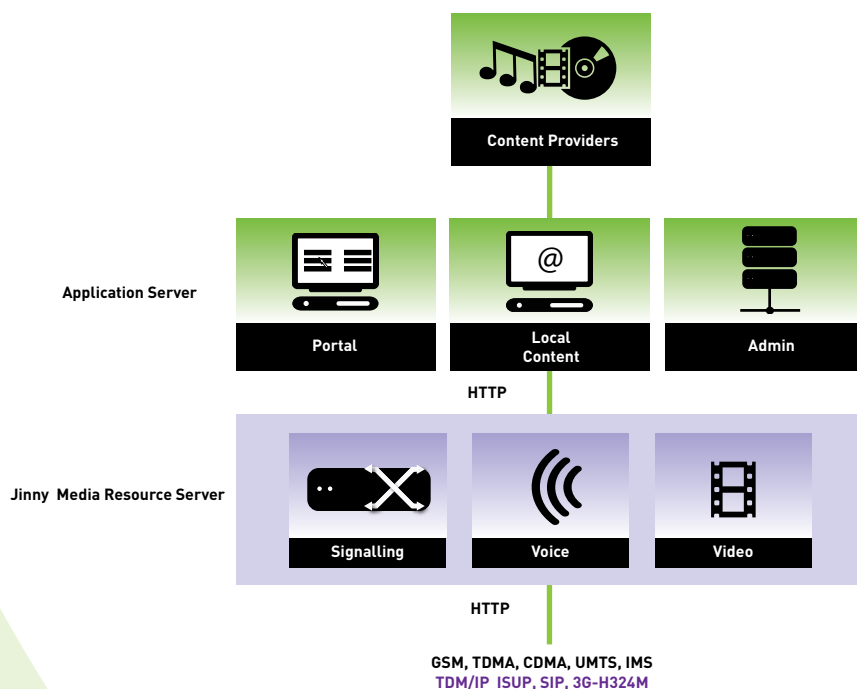 Content Providers
Application Server
@
Portal
Local
Content
Admin
HTTP
Jinny Media Resource Server
Signalling
Voice
Video
HTTP
GSM, TDMA, CDMA, UMTS, IMS
TDM/IP ISUP, SIP, 3G-H324M